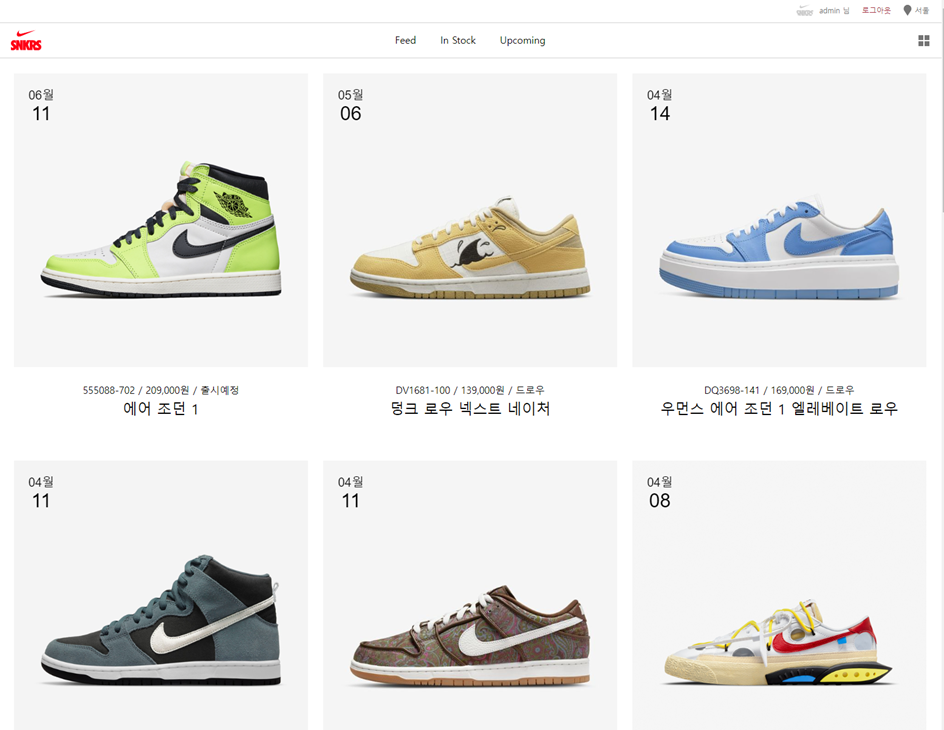 SNKRS admin 님 로그아웃 서울
SNKRS
Feed In Stock Upcoming
06월
11
05월
06
04월
14
555088-702 / 209,000원 / 출시예정
에어 조던 1
DV1681-100 / 139,000원 / 드로우
덩크 로우 넥스트 네이처
DQ3698-141 / 169,000원 / 드로우
우먼스 에어 조던 1 엘레베이트 로우
04월
11
04월
11
04월
08